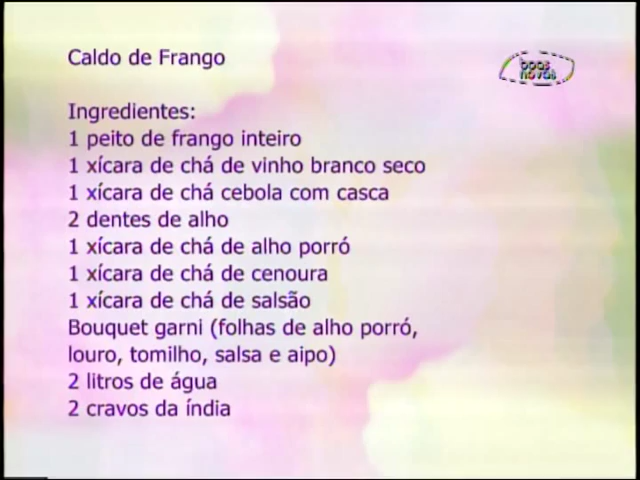 Caldo de Frango
boas
novas
Ingredientes:
1 peito de frango inteiro
1 xícara de chá de vinho branco seco
1 xícara de chá cebola com casca
2 dentes de alho
1 xícara de chá de alho porró
1 xícara de chá de cenoura
1 xícara de chá de salsão
Bouquet garni (folhas de alho porró,
louro, tomilho, salsa e aipo)
2 litros de água
2 cravos da índia